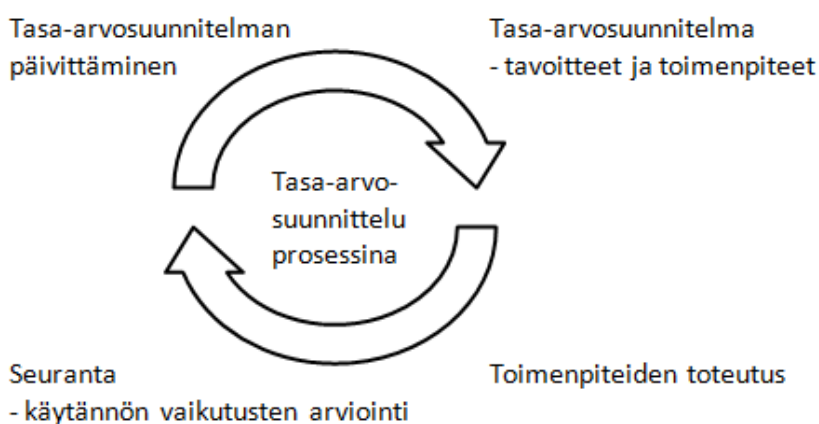 Tasa-arvosuunnitelman
päivittäminen
Tasa-arvosuunnitelma
- tavoitteet ja toimenpiteet
Tasa-arvo-
suunnittelu
prosessina
Seuranta
- käytännön vaikutusten arviointi
Toimenpiteiden toteutus